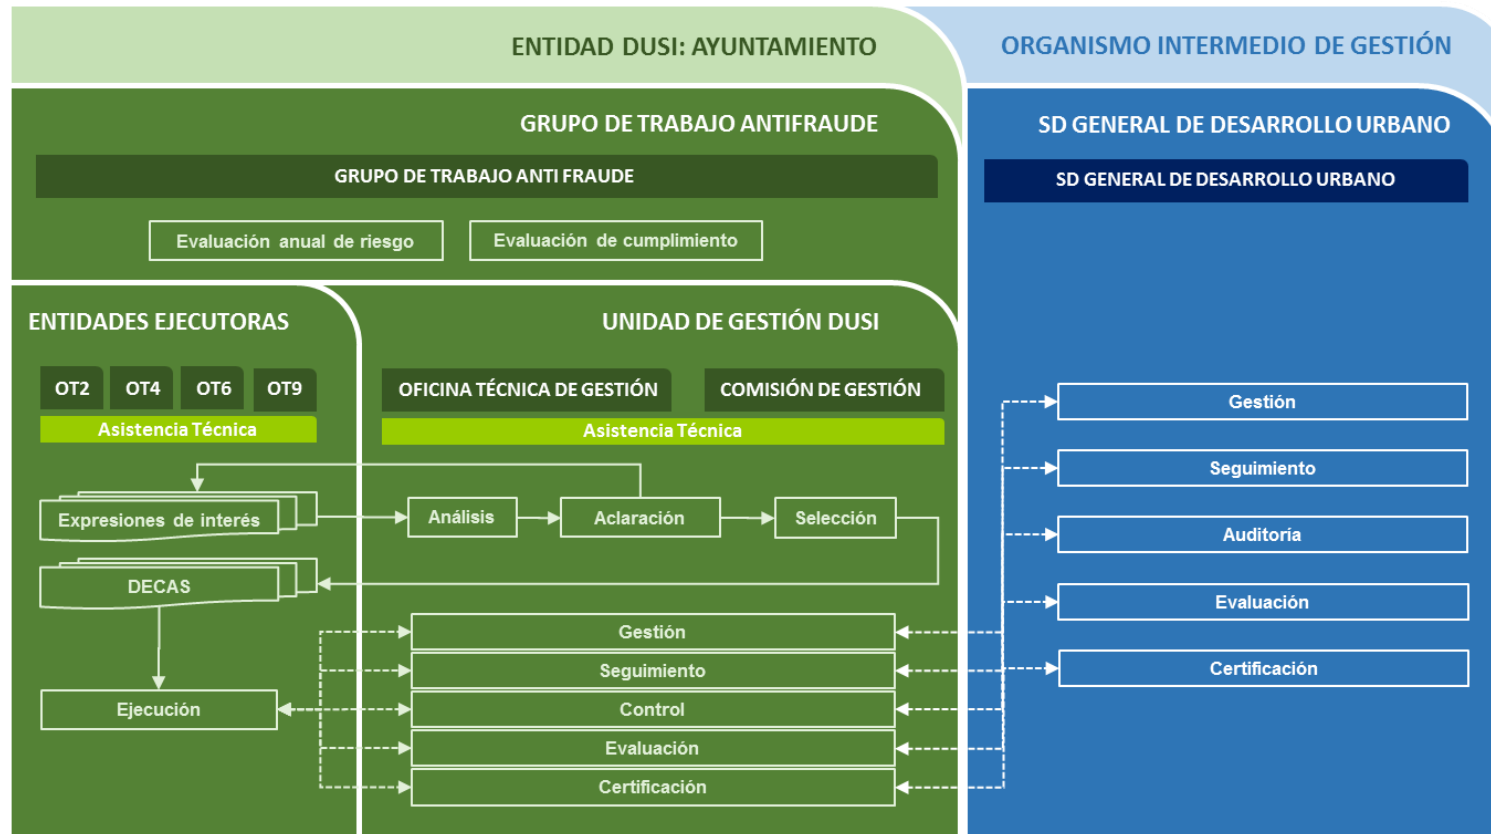 ENTIDAD DUSI: AYUNTAMIENTO
ORGANISMO INTERMEDIO DE GESTIÓN
GRUPO DE TRABAJO ANTIFRAUDE
SD GENERAL DE DESARROLLO URBANO
GRUPO DE TRABAJO ANTI FRAUDE
SD GENERAL DE DESARROLLO URBANO
Evaluación anual de riesgo
Evaluación de cumplimiento
ENTIDADES EJECUTORAS
UNIDAD DE GESTIÓN DUSI
OT2
OT4
OT6
OT9
Asistencia Técnica
OFICINA TÉCNICA DE GESTIÓN
COMISIÓN DE GESTIÓN
Asistencia Técnica
Expresiones de interés
Análisis
Aclaración
Selección
DECAS
Ejecución
Gestión
Seguimiento
Control
Evaluación
Certificación
Gestión
Seguimiento
Auditoría
Evaluación
Certificación